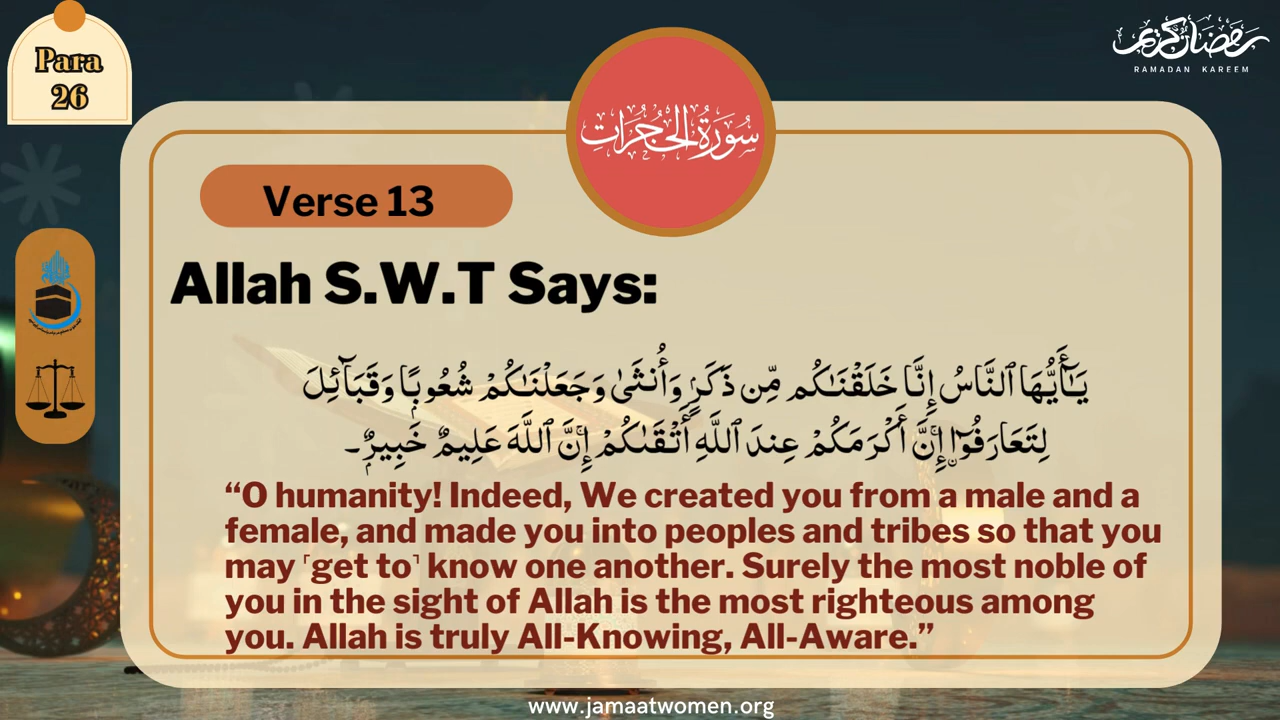 Para
26
رمضان كريم
RAMADAN KAREEM
سُورَةُ الحُجُرَات
Verse 13
Allah S.W.T Says:
يَـٰٓأَيُّهَا ٱلنَّاسُ إِنَّا خَلَقْنَـٰكُم مِّن ذَكَرٍ وَأُنثَىٰ وَجَعَلْنَـٰكُمْ شُعُوبًا وَقَبَآئِلَ
لِتَعَارَفُوٓا۟ إِنَّ أَكْرَمَكُمْ عِندَ ٱللَّهِ أَتْقَىٰكُمْ إِنَّ ٱللَّهَ عَلِيمٌ خَبِيرٌ۔
“O humanity! Indeed, We created you from a male and a
female, and made you into peoples and tribes so that you
may ˹get to˺ know one another. Surely the most noble of
you in the sight of Allah is the most righteous among
you. Allah is truly All-Knowing, All-Aware.”
www.jamaatwomen.org